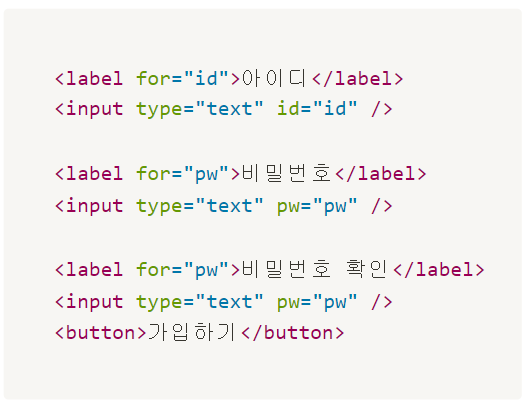 <label for="id">아이디</label>
<input type="text" id="id" />
<label for="pw">비밀번호</label>
<input type="text" pw="pw" />
<label for="pw">비밀번호 확인</label>
<input type="text" pw="pw" />
<button>가입하기</button>